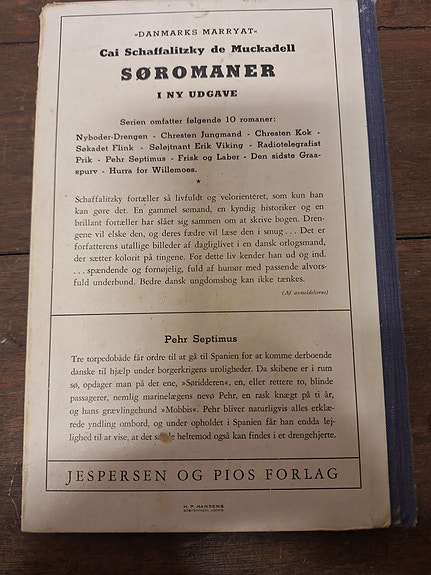 »DANMARKS MARRYAT«
Cai Schaffalitzky de Muckadell
SØROMANER
I NY UDGAVE
Serien omfatter følgende 10 romaner:
Nyboder-Drengen - Chresten Jungmand - Chresten Kok -
Søkadet Flink - Søløjtnant Erik Viking - Radiotelegrafist
Prik - Pehr Septimus - Frisk og Laber - Den sidste Graa-
spurv - Hurra for Willemoes.
Schaffalitzky fortæller så livfuldt og velorienteret, som kun han
kan gøre det. En gammel sømand, en kyndig historiker og en
brillant fortæller har slået sig sammen om at skrive bogen. Dren-
gene vil elske den, og deres fædre vil læse den i smug . . . Det er
forfatterens utallige billeder af dagliglivet i en dansk orlogsmand,
der sætter kolorit på tingene. For dette liv kender han ud og ind.
. . . spændende og fornøjelig, fuld af humør med passende alvors-
fuld underbund. Bedre dansk ungdomsbog kan ikke tænkes.
(Af anmeldelserne)
Pehr Septimus
Tre torpedobåde får ordre til at gå til Spanien for at komme derboende
danske til hjælp under borgerkrigens uroligheder. Da skibene er i rum
sø, opdager man på det ene, »Søridderen«, en, eller rettere to, blinde
passagerer, nemlig marinelægens nevø Pehr, en rask knægt på ti år,
og hans grævlingehund »Mobbis«. Pehr bliver naturligvis alles erklæ-
rede yndling ombord, og under opholdet i Spanien får han endda lej-
lighed til at vise, at det samme heltemod også kan findes i et drengehjerte.
JESPERSEN OG PIOS FORLAG
H. P. HANSENS